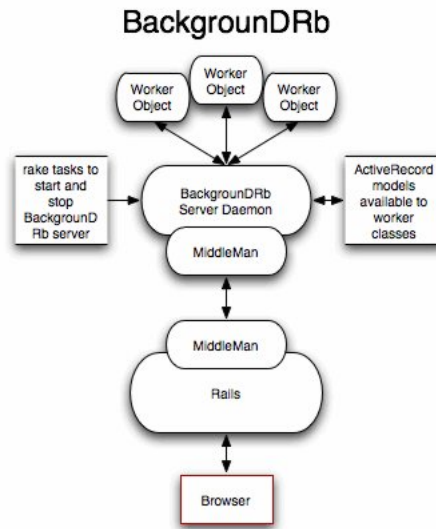 BackgrounDRb
Worker
Object
Worker
Object
Worker
Object
rake tasks to
start and
stop
BackgrounD
Rb server
BackgrounDRb
Server Daemon
ActiveRecord
models
available to
worker
classes
MiddleMan
MiddleMan
Rails
Browser